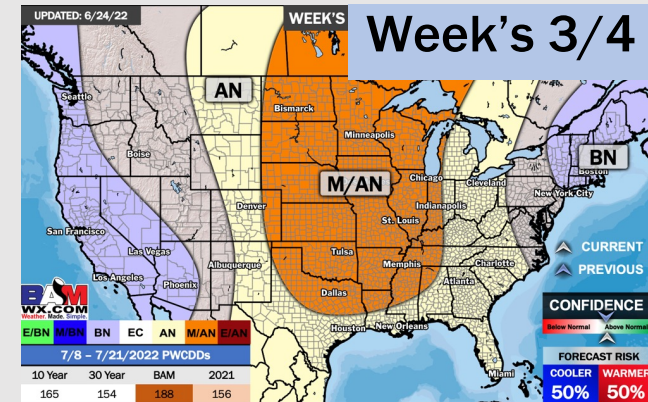 UPDATED: 6/24/22
WEEK'S
Week's 3/4
Seattle
AN
Bismarck
Minneapolis
Boise
M/AN
Chicago
Cleveland
BN
Boston
New York City
Denver
Indianapolis
St. Louis
San Francisco
Las Vegas
Los Angeles
Phoenix
Albuquerque
Tulsa
Memphis
Charlotte
Atlanta
Dallas
Houston
New Orleans
Miami
CURRENT
PREVIOUS
BAM
WX.COM
Weather. Made. Simple.
E/BN M/BN BN EC AN M/AN E/AN
7/8 – 7/21/2022 PWCDDs
10 Year 30 Year BAM 2021
165 154 188 156
CONFIDENCE
Below Normal Above Normal
FORECAST RISK
COOLER WARMER
50% 50%